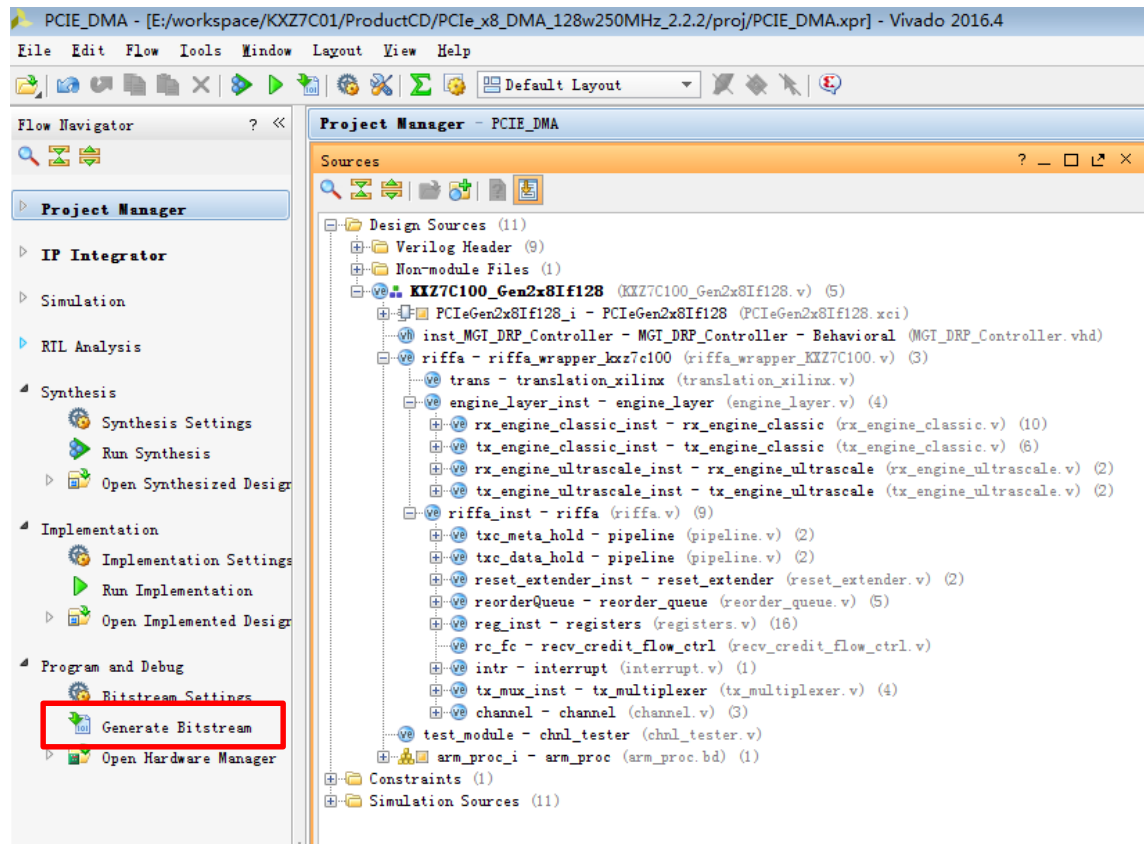 PCIE_DMA - [E:/workspace/KXZ7C01/ProductCD/PCIe_x8_DMA_128w250MHz_2.2.2/proj/PCIE_DMA.xpr] - Vivado 2016.4
File Edit Flow Tools Window Layout View Help
Default Layout
Flow Navigator ? «
Project Manager - PCIE_DMA
Sources ?
Project Manager
IP Integrator
Simulation
RTL Analysis
Synthesis
Synthesis Settings
Run Synthesis
Open Synthesized Desigr
Implementation
Implementation Settings
Run Implementation
Open Implemented Desigr
Program and Debug
Bitstream Settings
Generate Bitstream
Open Hardware Manager
Design Sources (11)
Verilog Header (9)
Non-module Files (1)
KXZ7C100_Gen2x8If128 (KXZ7C100_Gen2x8If128.v) (5)
PCIeGen2x8If128_i - PCIeGen2x8If128 (PCIeGen2x8If128.xci)
inst_MGT_DRP_Controller - MGT_DRP_Controller - Behavioral (MGT_DRP_Controller.vhd)
riffa - riffa_wrapper_kxz7c100 (riffa_wrapper_KXZ7C100.v) (3)
trans - translation_xilinx (translation_xilinx.v)
engine_layer_inst - engine_layer (engine_layer.v) (4)
rx_engine_classic_inst - rx_engine_classic (rx_engine_classic.v) (10)
tx_engine_classic_inst - tx_engine_classic (tx_engine_classic.v) (6)
rx_engine_ultrascale_inst - rx_engine_ultrascale (rx_engine_ultrascale.v) (2)
tx_engine_ultrascale_inst - tx_engine_ultrascale (tx_engine_ultrascale.v) (2)
riffa_inst - riffa (riffa.v) (9)
txc_meta_hold - pipeline (pipeline.v) (2)
txc_data_hold - pipeline (pipeline.v) (2)
reset_extender_inst - reset_extender (reset_extender.v) (2)
reorderQueue - reorder_queue (reorder_queue.v) (5)
reg_inst - registers (registers.v) (16)
rc_fc - recv_credit_flow_ctrl (recv_credit_flow_ctrl.v)
intr - interrupt (interrupt.v) (1)
tx_mux_inst - tx_multiplexer (tx_multiplexer.v) (4)
channel - channel (channel.v) (3)
test_module - chnl_tester (chnl_tester.v)
arm_proc_i - arm_proc (arm_proc.bd) (1)
Constraints (1)
Simulation Sources (11)